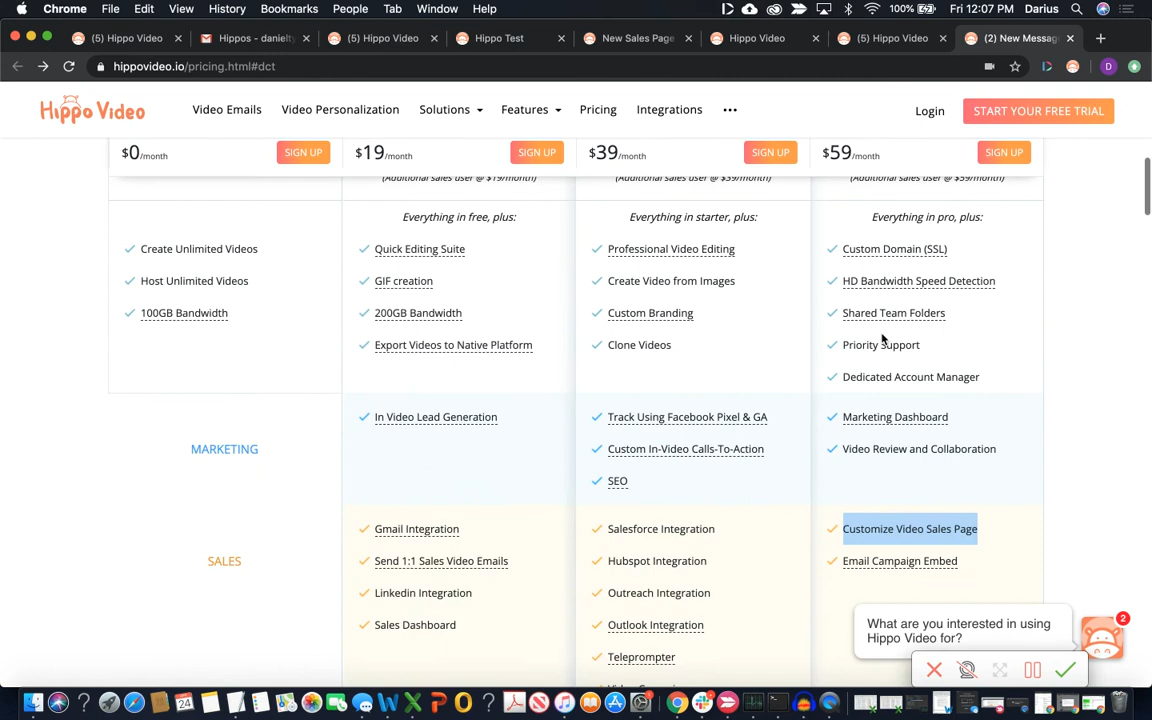 Chrome File Edit View History Bookmarks People Tab Window Help 100% Fri 12:07 PM Darius
(5) Hippo Video Hippos - danielt (5) Hippo Video Hippo Test New Sales Page Hippo Video (5) Hippo Video (2) New Messag
hippovideo.io/pricing.html#dct D
Hippo Video Video Emails Video Personalization Solutions Features Pricing Integrations Login START YOUR FREE TRIAL
$0/month SIGN UP $19/month SIGN UP $39/month SIGN UP $59/month SIGN UP
(Additional sales user @ $19/month) (Additional sales user @ $39/month) (Additional sales user @ $59/month)
Everything in free, plus: Everything in starter, plus: Everything in pro, plus:
Create Unlimited Videos Quick Editing Suite Professional Video Editing Custom Domain (SSL)
Host Unlimited Videos GIF creation Create Video from Images HD Bandwidth Speed Detection
100GB Bandwidth 200GB Bandwidth Custom Branding Shared Team Folders
Export Videos to Native Platform Clone Videos Priority Support
Dedicated Account Manager
In Video Lead Generation Track Using Facebook Pixel & GA Marketing Dashboard
MARKETING Custom In-Video Calls-To-Action Video Review and Collaboration
SEO
Gmail Integration Salesforce Integration Customize Video Sales Page
SALES Send 1:1 Sales Video Emails Hubspot Integration Email Campaign Embed
Linkedin Integration Outreach Integration
Sales Dashboard Outlook Integration
Teleprompter
What are you interested in using
Hippo Video for?
2